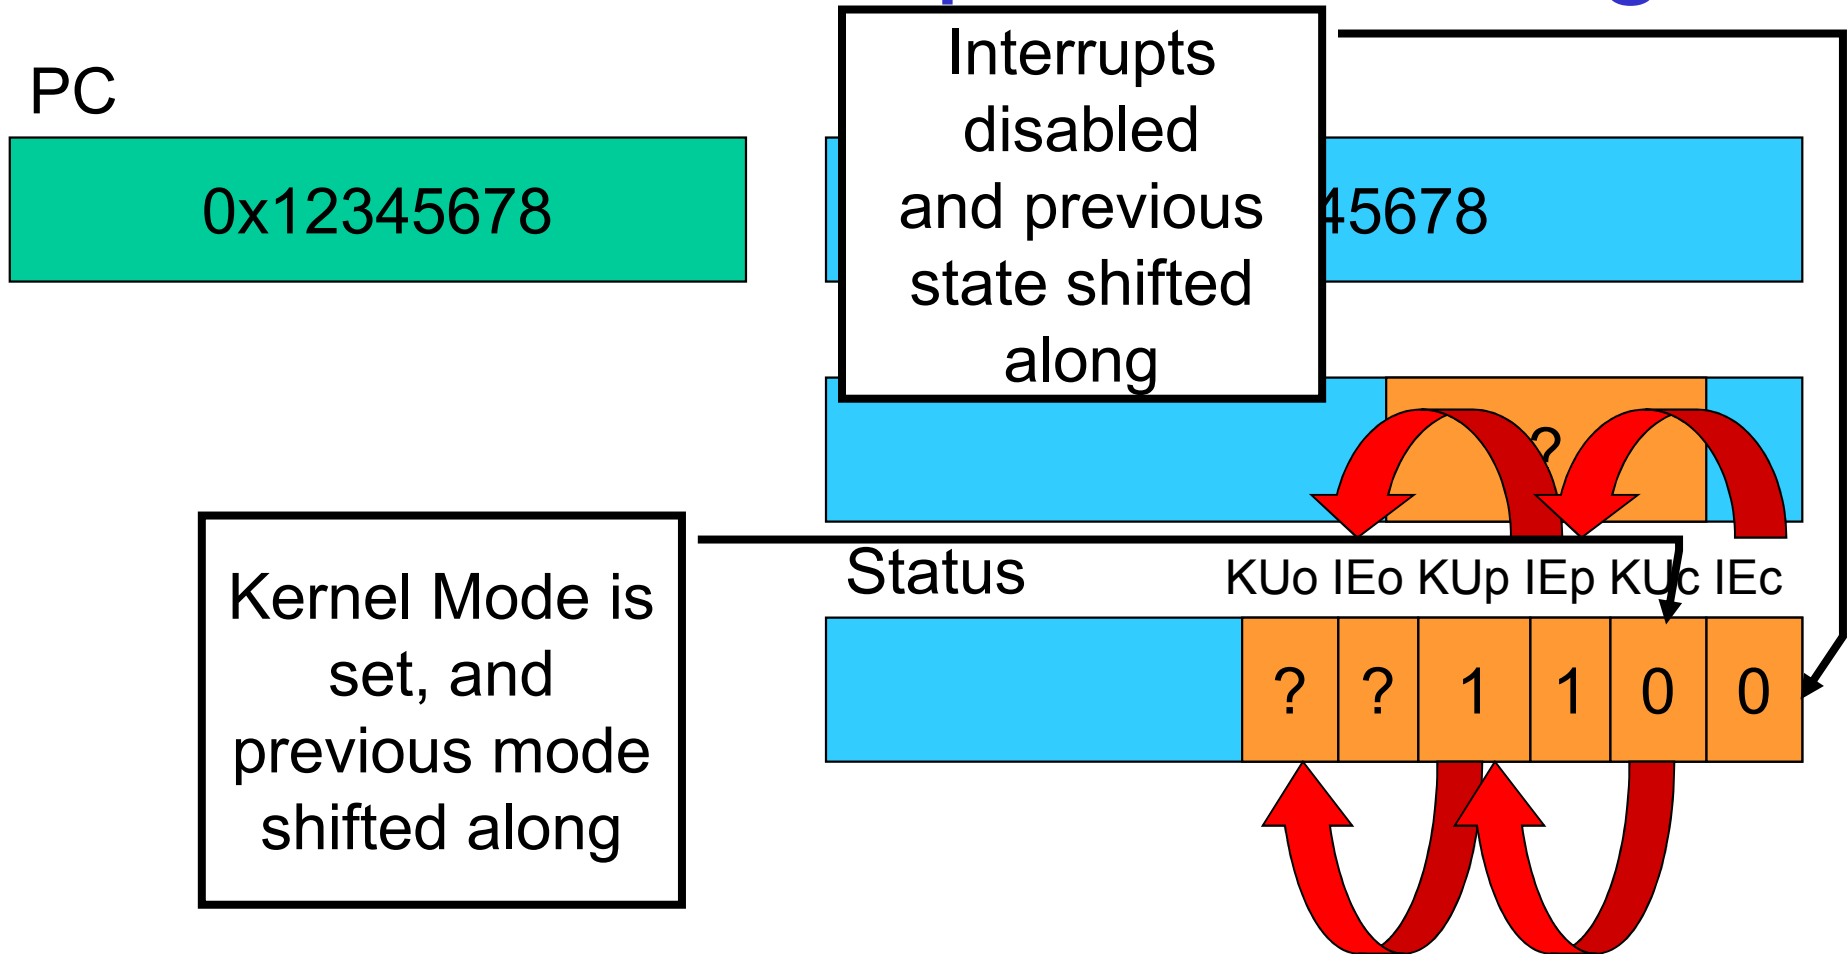 PC
0x12345678
Interrupts
disabled
and previous
state shifted
along
45678
?
Kernel Mode is
set, and
previous mode
shifted along
Status
KUo IEo KUp IEp KUc IEc
? ? 1 1 0 0